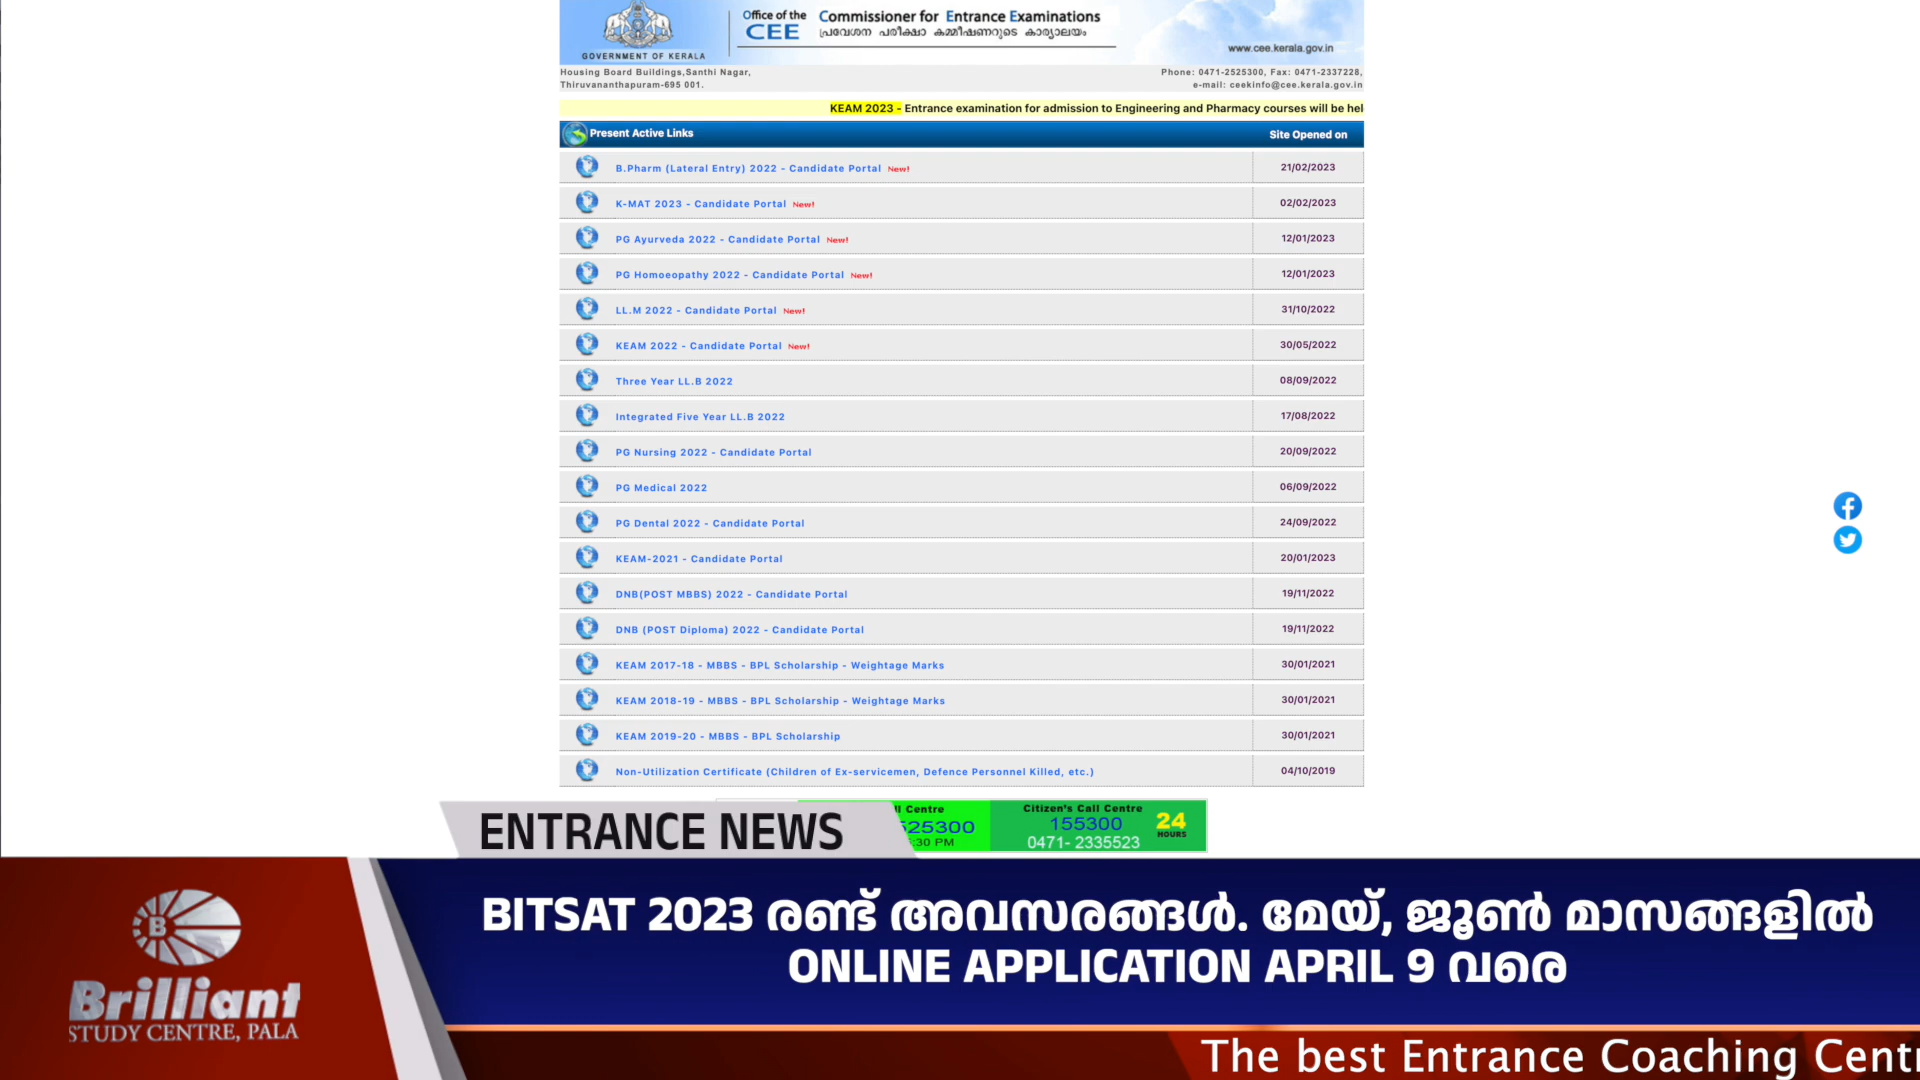 Office of the
CEE
Commissioner for Entrance Examinations
പ്രവേശന പരീക്ഷാ കമ്മീഷണറുടെ കാര്യാലയം
GOVERNMENT OF KERALA
www.cee.kerala.gov.in
Housing Board Buildings,Santhi Nagar,
Thiruvananthapuram-695 001.
Phone: 0471-2525300, Fax: 0471-2337228,
e-mail: ceekinfo@cee.kerala.gov.in
KEAM 2023 - Entrance examination for admission to Engineering and Pharmacy courses will be hel
Present Active Links Site Opened on
B.Pharm (Lateral Entry) 2022 - Candidate Portal New! 21/02/2023
K-MAT 2023 - Candidate Portal New! 02/02/2023
PG Ayurveda 2022 - Candidate Portal New! 12/01/2023
PG Homoeopathy 2022 - Candidate Portal New! 12/01/2023
LL.M 2022 - Candidate Portal New! 31/10/2022
KEAM 2022 - Candidate Portal New! 30/05/2022
Three Year LL.B 2022 08/09/2022
Integrated Five Year LL.B 2022 17/08/2022
PG Nursing 2022 - Candidate Portal 20/09/2022
PG Medical 2022 06/09/2022
PG Dental 2022 - Candidate Portal 24/09/2022
KEAM-2021 - Candidate Portal 20/01/2023
DNB(POST MBBS) 2022 - Candidate Portal 19/11/2022
DNB (POST Diploma) 2022 - Candidate Portal 19/11/2022
KEAM 2017-18 - MBBS - BPL Scholarship - Weightage Marks 30/01/2021
KEAM 2018-19 - MBBS - BPL Scholarship - Weightage Marks 30/01/2021
KEAM 2019-20 - MBBS - BPL Scholarship 30/01/2021
Non-Utilization Certificate (Children of Ex-servicemen, Defence Personnel Killed, etc.) 04/10/2019
ll Centre
525300
:30 PM
Citizen's Call Centre
155300
0471- 2335523
24
HOURS
ENTRANCE NEWS
BITSAT 2023 രണ്ട് അവസരങ്ങൾ. മേയ്, ജൂൺ മാസങ്ങളിൽ
ONLINE APPLICATION APRIL 9 വരെ
B
Brilliant
STUDY CENTRE, PALA
The best Entrance Coaching Cent